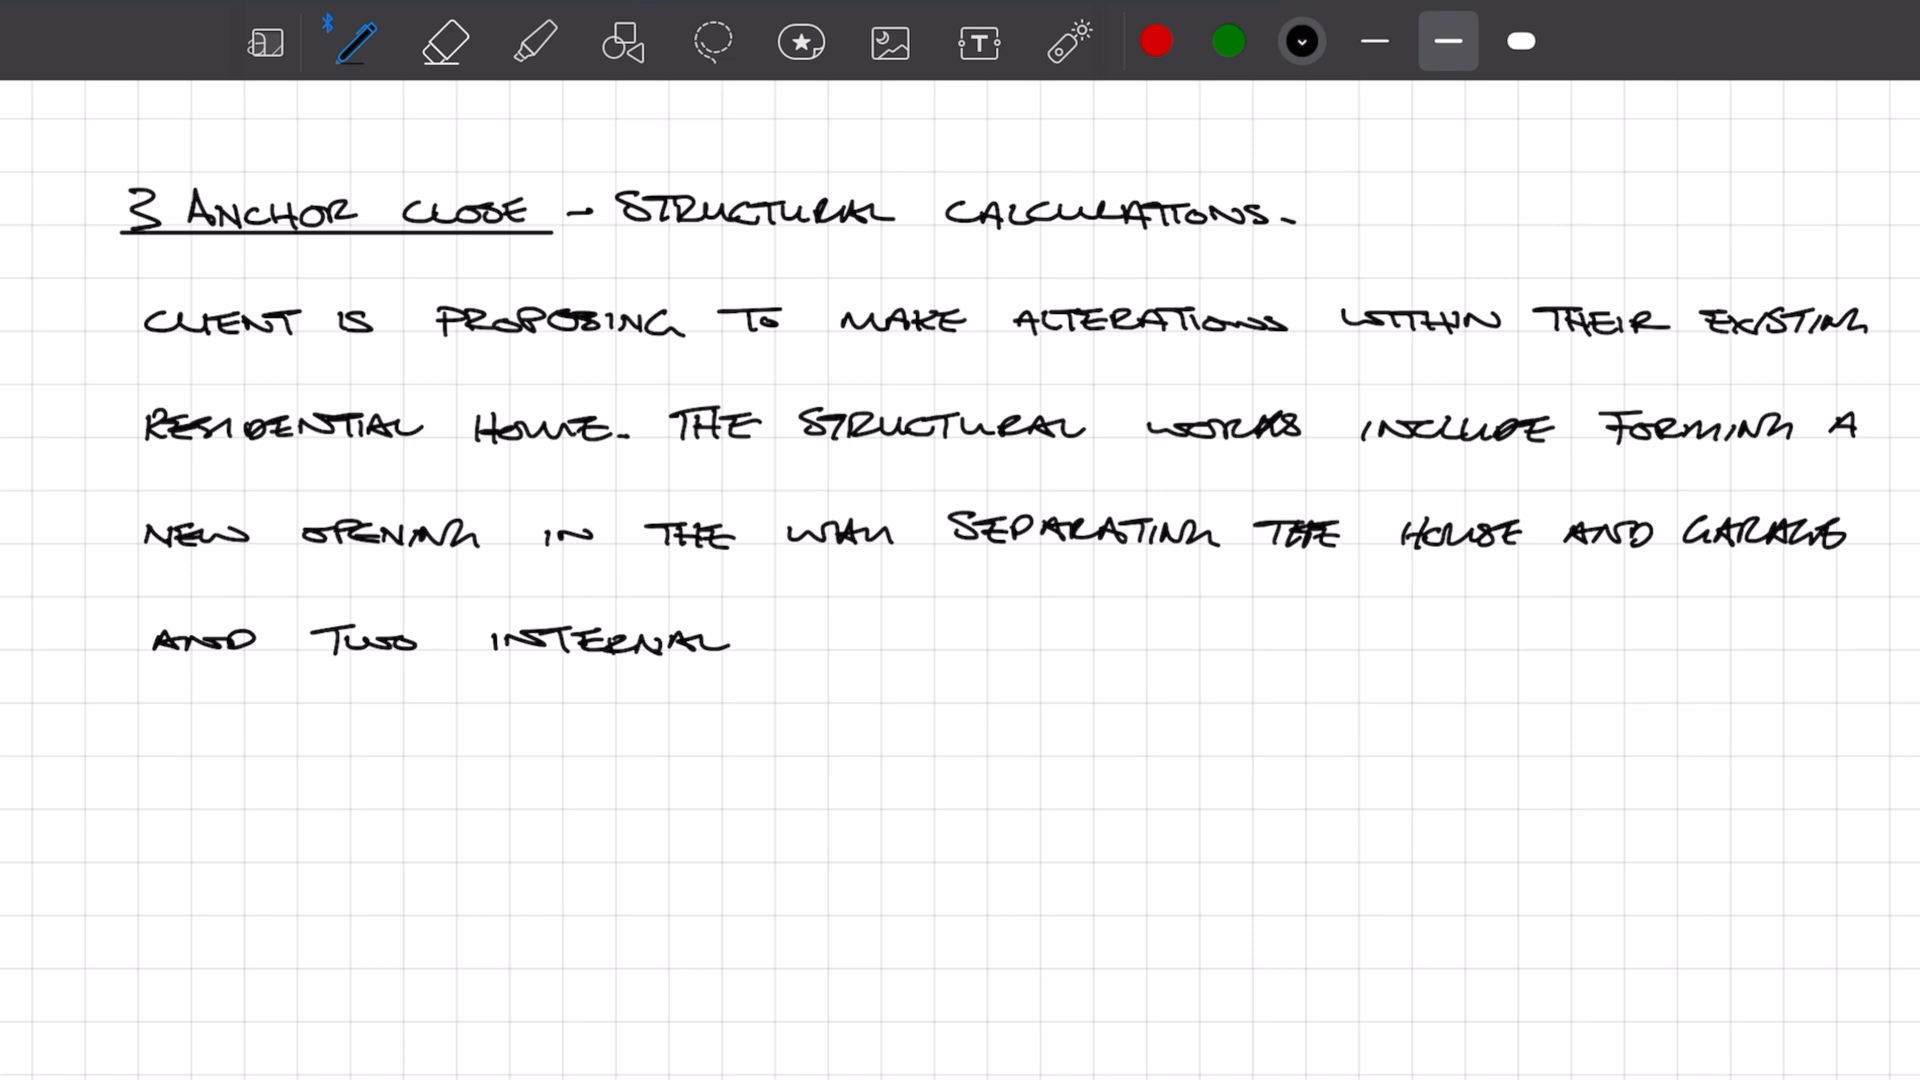 3 ANCHOR CLOSE - STRUCTURAL CALCULATIONS.
CLIENT IS PROPOSING TO MAKE ALTERATIONS WITHIN THEIR EXISTING
RESIDENTIAL HOME. THE STRUCTURAL WORKS INCLUDE FORMING A
NEW OPENING IN THE WALL SEPARATING THE HOUSE AND GARAGE
AND TWO INTERNAL